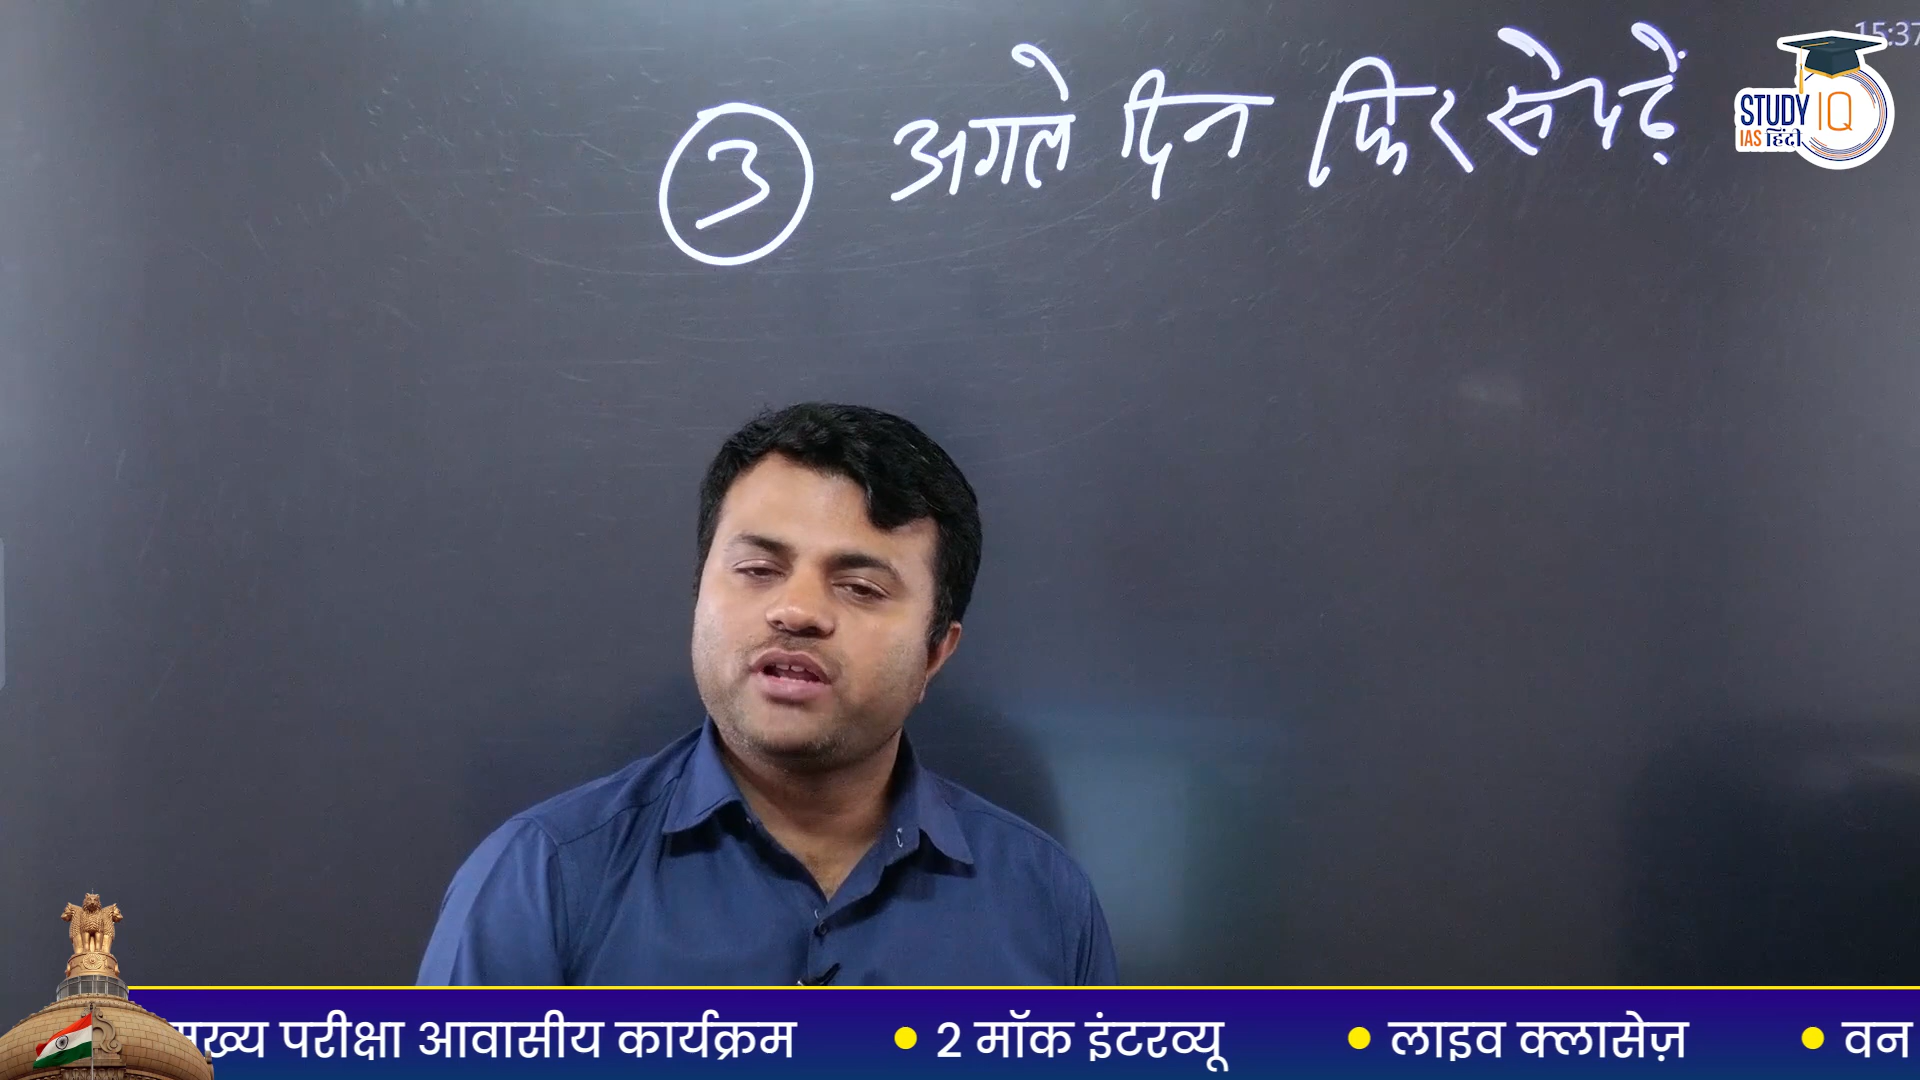 15:37
3 अगले दिन फिर से पढ़ें
STUDY IQ
IAS हिंदी
मुख्य परीक्षा आवासीय कार्यक्रम • 2 मॉक इंटरव्यू • लाइव क्लासेज़ • वन